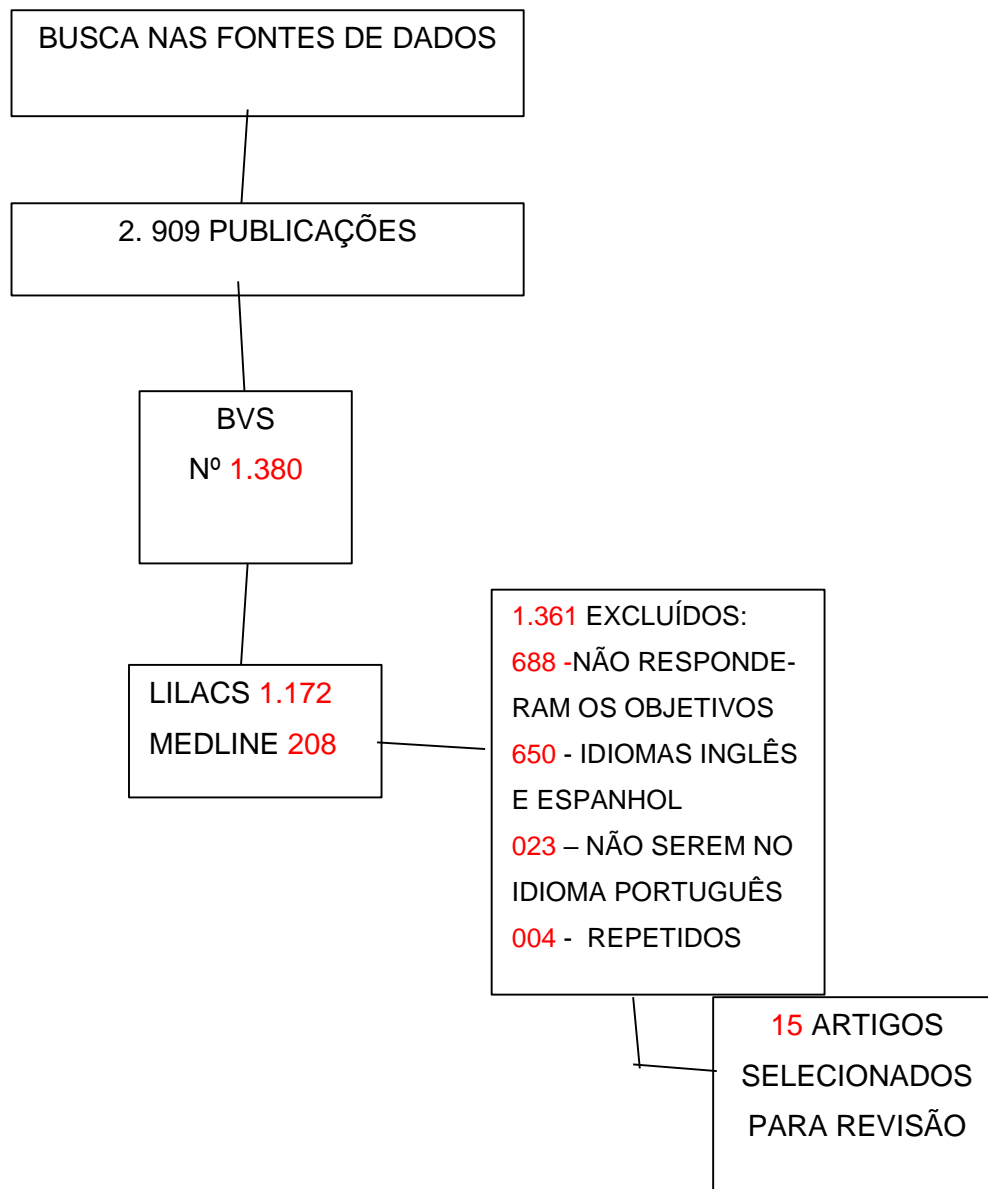 BUSCA NAS FONTES DE DADOS
2. 909 PUBLICAÇÕES
BVS
Nº 1.380
LILACS 1.172
MEDLINE 208
1.361 EXCLUÍDOS:
688 -NÃO RESPONDE-
RAM OS OBJETIVOS
650 - IDIOMAS INGLÊS
E ESPANHOL
023 – NÃO SEREM NO
IDIOMA PORTUGUÊS
004 - REPETIDOS
15 ARTIGOS
SELECIONADOS
PARA REVISÃO